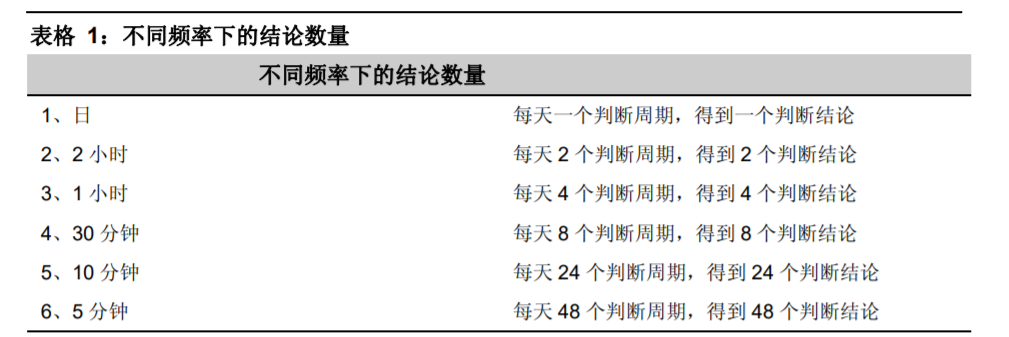 表格 1：不同频率下的结论数量
不同频率下的结论数量
1、日 每天一个判断周期，得到一个判断结论
2、2 小时 每天 2 个判断周期，得到 2 个判断结论
3、1 小时 每天 4 个判断周期，得到 4 个判断结论
4、30 分钟 每天 8 个判断周期，得到 8 个判断结论
5、10 分钟 每天 24 个判断周期，得到 24 个判断结论
6、5 分钟 每天 48 个判断周期，得到 48 个判断结论